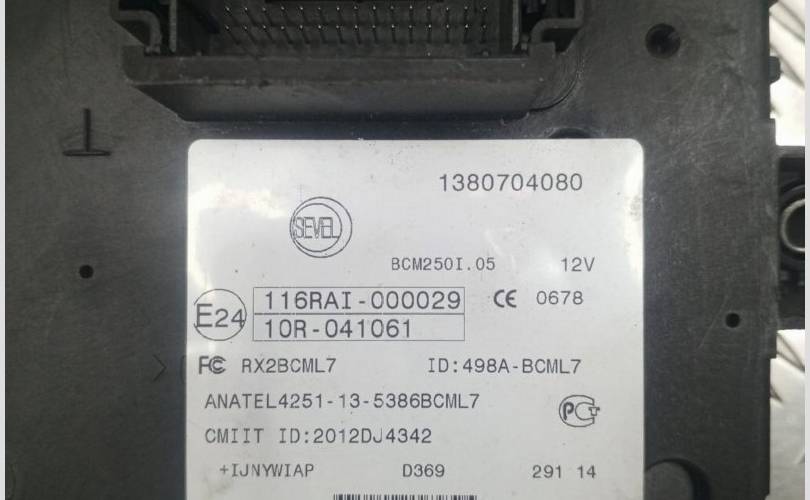 1380704080
SEVEL
BCM250I.05 12V
E24 116RAI-000029 CE 0678
10R-041061
FC RX2BCML7 ID:498A-BCML7
ANATEL4251-13-5386BCML7
PCT
CMIIT ID:2012DJ4342
+IJNYWIAP D369 291 14